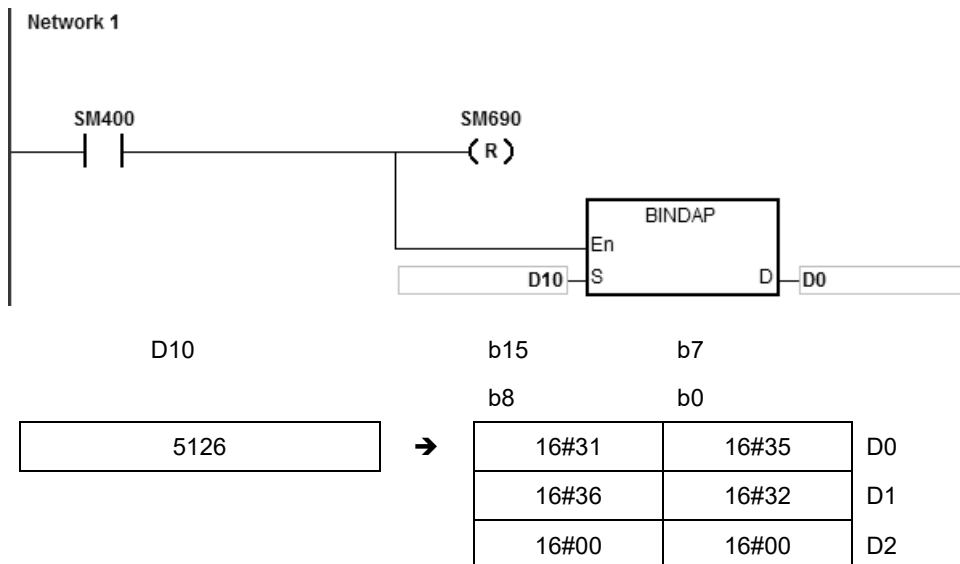 Network 1
SM400 SM690
( R )
BINDAP
En
D10 S D D0
D10 b15 b7
b8 b0
5126 ➔ 16#31 16#35 D0
16#36 16#32 D1
16#00 16#00 D2